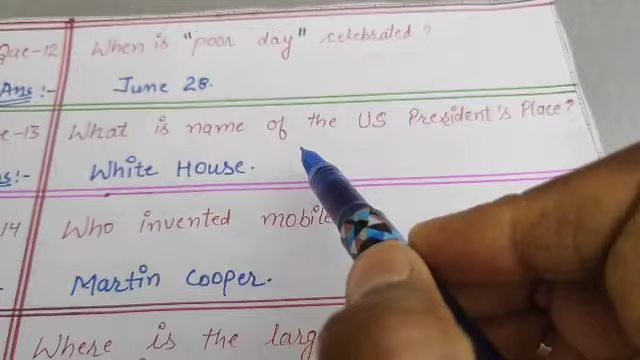 Que-12 When is "poor day" celebrated?
Ans:- June 28.
e-13 What is name of the US President's Place?
ns:- White House.
14 Who invented mobile
Martin Cooper.
Where is the larg